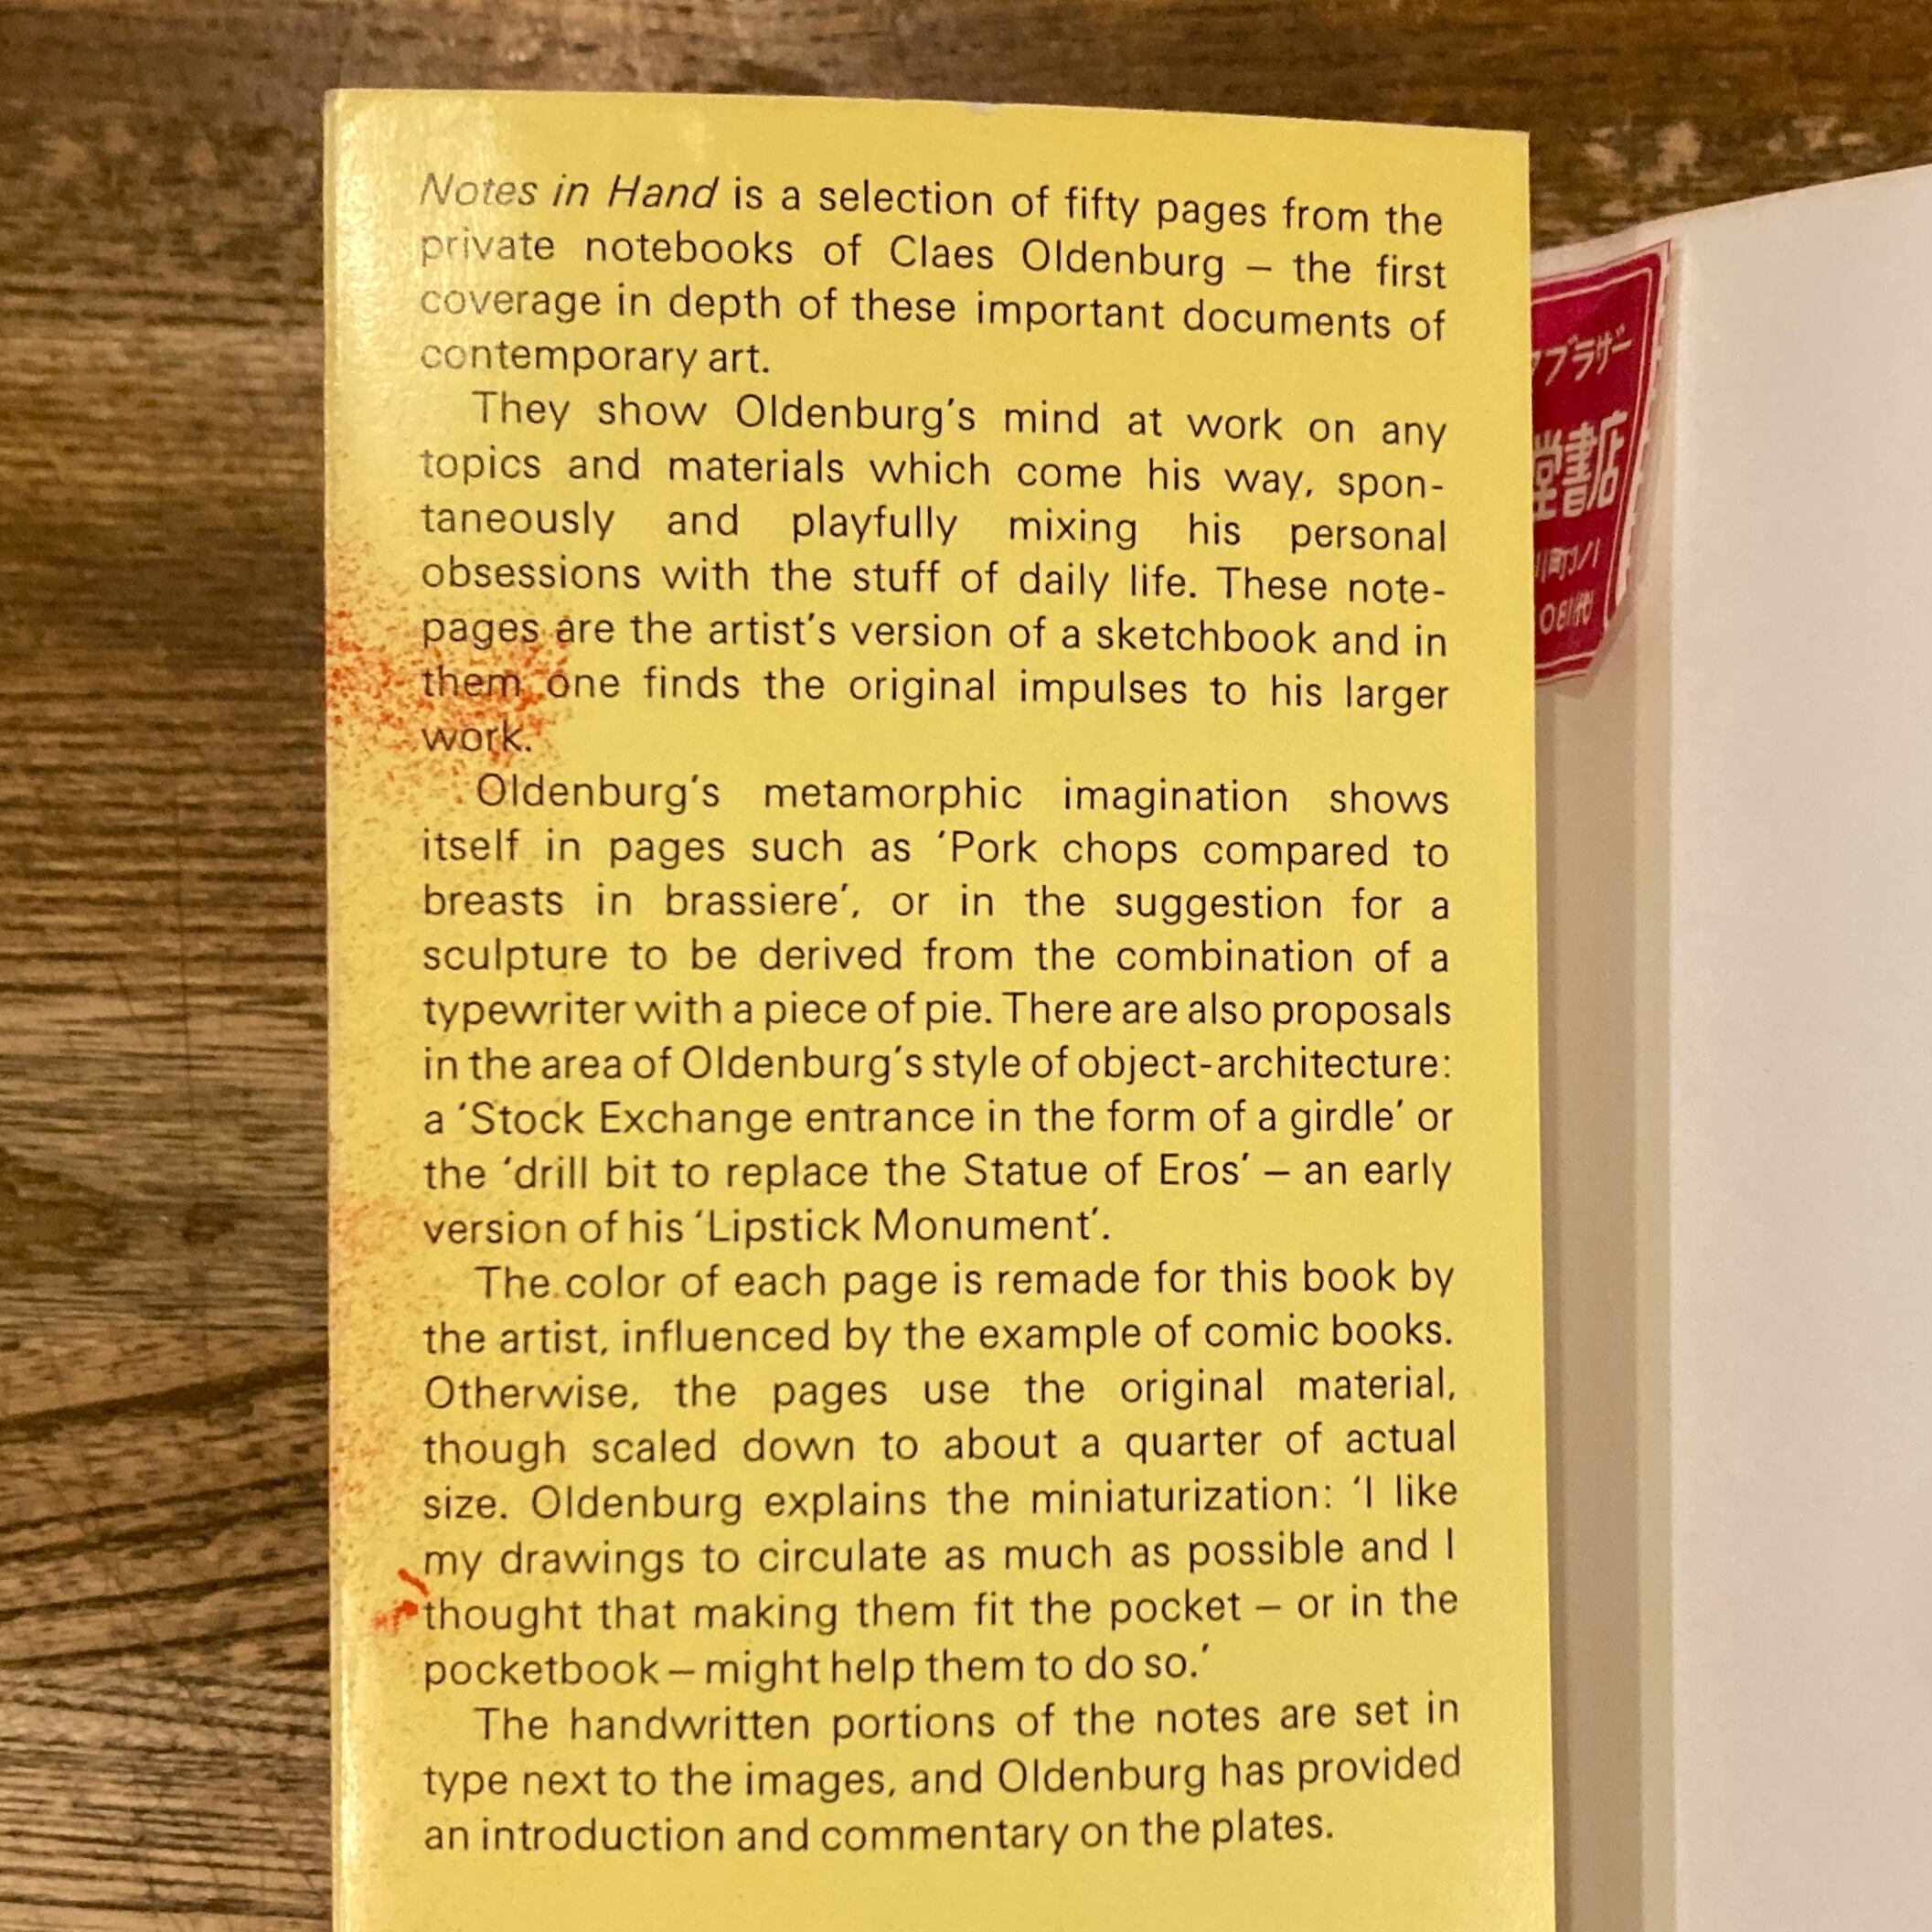 Notes in Hand is a selection of fifty pages from the
private notebooks of Claes Oldenburg – the first
coverage in depth of these important documents of
contemporary art.
They show Oldenburg's mind at work on any
topics and materials which come his way, spon-
taneously and playfully mixing his personal
obsessions with the stuff of daily life. These note-
pages are the artist's version of a sketchbook and in
them one finds the original impulses to his larger
work.
Oldenburg's metamorphic imagination shows
itself in pages such as 'Pork chops compared to
breasts in brassiere', or in the suggestion for a
sculpture to be derived from the combination of a
typewriter with a piece of pie. There are also proposals
in the area of Oldenburg's style of object-architecture:
a 'Stock Exchange entrance in the form of a girdle' or
the 'drill bit to replace the Statue of Eros' – an early
version of his 'Lipstick Monument'.
The color of each page is remade for this book by
the artist, influenced by the example of comic books.
Otherwise, the pages use the original material,
though scaled down to about a quarter of actual
size. Oldenburg explains the miniaturization: 'I like
my drawings to circulate as much as possible and I
thought that making them fit the pocket – or in the
pocketbook – might help them to do so.'
The handwritten portions of the notes are set in
type next to the images, and Oldenburg has provided
an introduction and commentary on the plates.
ブラザー
堂書店